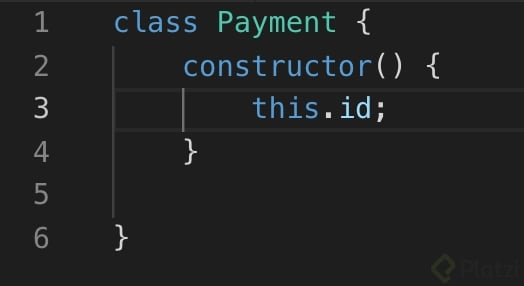 1 class Payment {
2 constructor() {
3 this.id;
4 }
5
6 }
Platzi